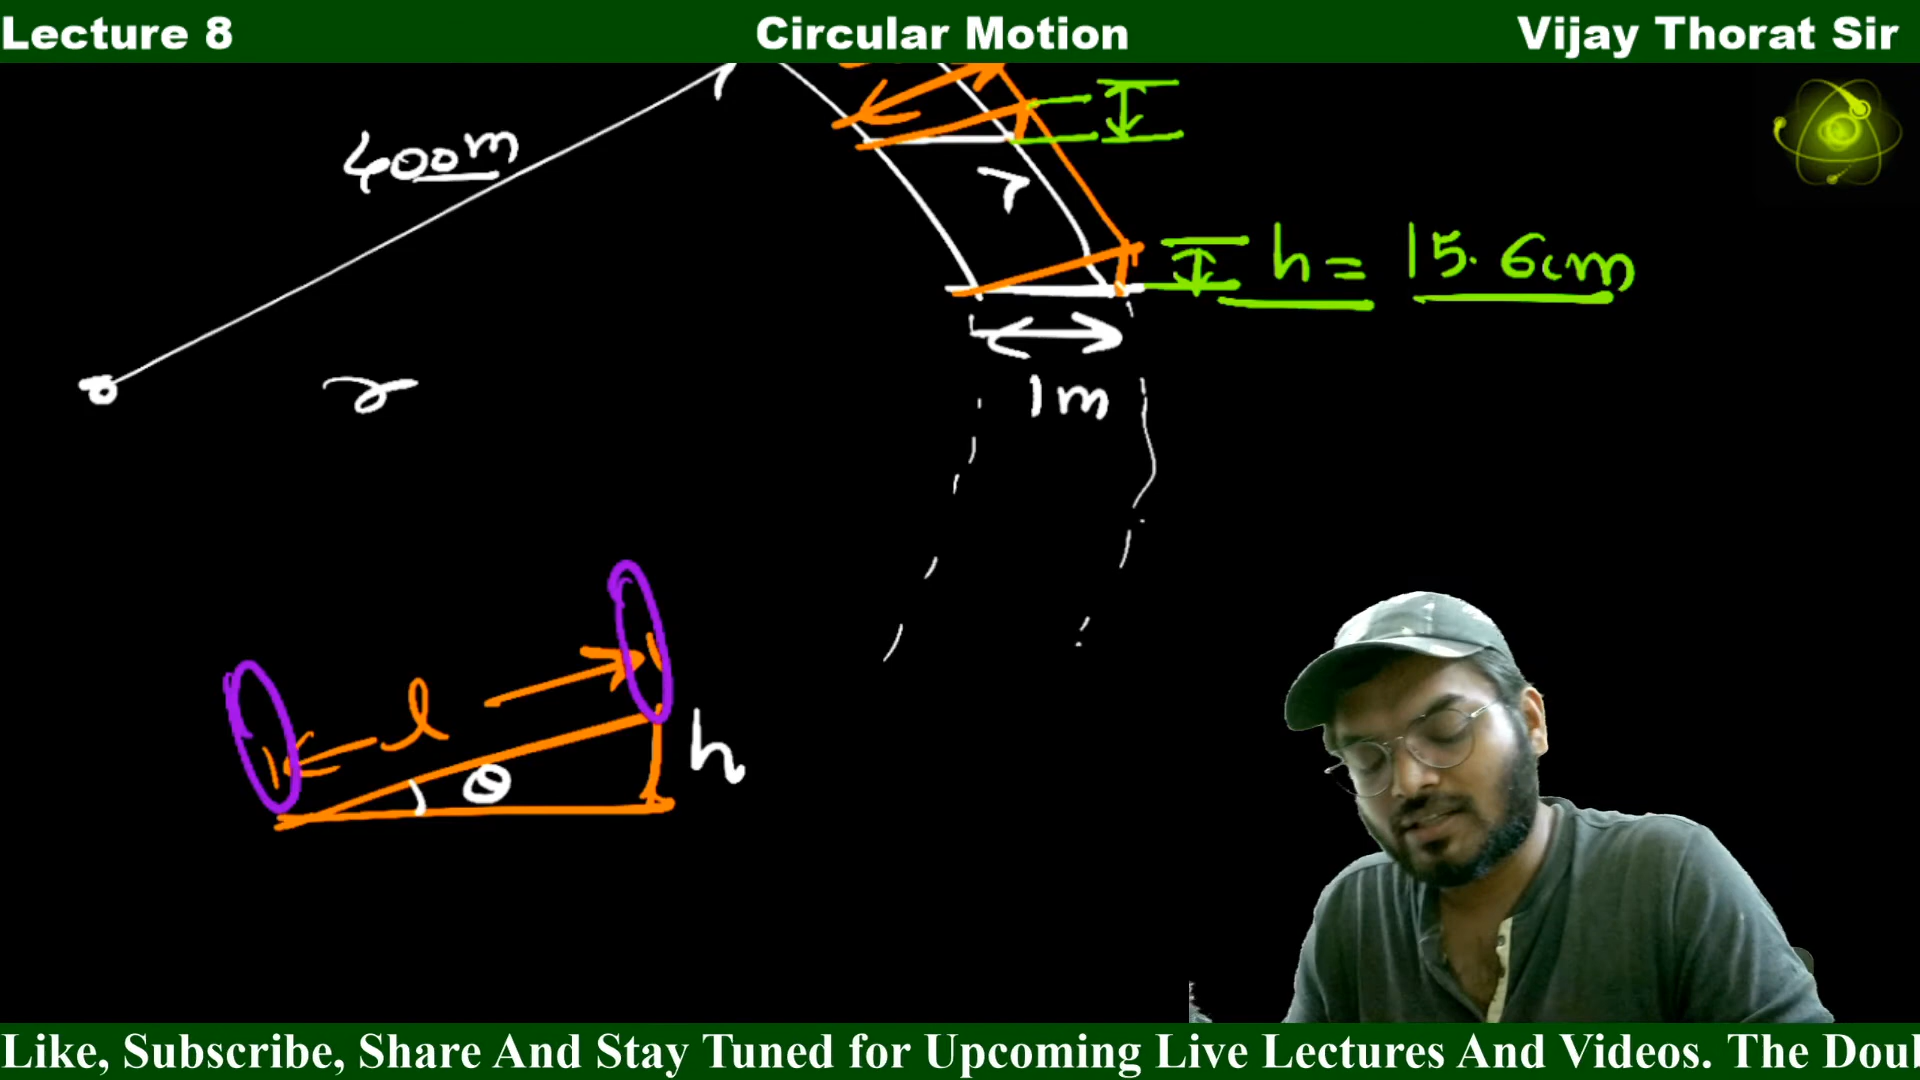 Lecture 8 Circular Motion Vijay Thorat Sir
400m
h = 15.6cm
r
1m
l
h
θ
Like, Subscribe, Share And Stay Tuned for Upcoming Live Lectures And Videos. The Doul